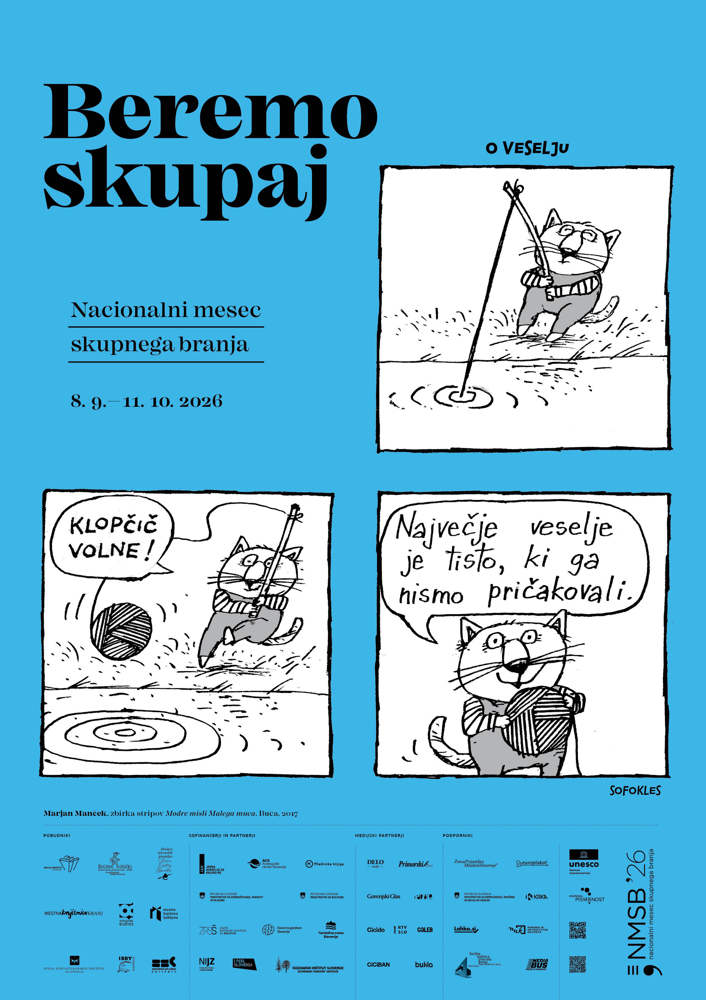 Beremo
skupaj
Nacionalni mesec
skupnega branja
8. 9.—11. 10. 2026
O VESELJU
KLOPČIČ
VOLNE!
Največje veselje
je tisto, ki ga
nismo pričakovali.
SOFOKLES
Marjan Manček, zbirka stripov Modre misli Malega muca, Buča, 2017
POBUDNIKI
BRALNO DRUŠTVO
SLOVENIJE
BRALNA ZNAČKA
Društvo
slovenskih
pisateljev
Slovene
Writers'
Association
MESTNA knjižnica KRANJ
mariborska
KNJIŽNICA
mestna
knjižnica
ljubljana
ZVEZA BIBLIOTEKARSKIH DRUŠTEV
SLOVENIJE
IBBY
SLOVENIJA
ZDRUŽENJE SPLOŠNIH
KNJIŽNIC
SOFINANCERJI IN PARTNERJI
JAK
JAVNA
AGENCIJA ZA
KNJIGO RS
ACS
Andragoški
center Slovenije
Mladinska knjiga
REPUBLIKA SLOVENIJA
MINISTRSTVO ZA IZOBRAŽEVANJE, ZNANOST
IN MLADINO
REPUBLIKA SLOVENIJA
MINISTRSTVO ZA KULTURO
ZRSŠ
ZAVOD
REPUBLIKE SLOVENIJE
ZA ŠOLSTVO
Zavod za gozdove
Slovenije
Turistična zveza
Slovenije
NIJZ
I FEEL
SLOVENIA
GOZDARSKI INŠTITUT SLOVENIJE
SLOVENIAN FORESTRY INSTITUTE
MEDIJSKI PARTNERJI
DELO
mediji
Primorski
Gorenjski Glas
Cicido
RTV
SLO
GALEB
CICIBAN
bukla
PODPORNIKI
ZvezaPrijateljev
MladineSlovenije
europlakat
REPUBLIKA SLOVENIJA
MINISTRSTVO ZA DEMOGRAFIJO, DRUŽINO
IN SOCIALNE ZADEVE
KRKA
Lahko.si
nuk
NARODNA IN
UNIVERZITETNA
KNJIŽNICA
Goriška
knjižnica
Franceta
Bevka
MEDIA
BUS
MEDIJ V GIBANJU
unesco
Slovenska
nacionalna komisija
DRUŽINSKA
PISMENOST
NMSB '26
nacionalni mesec skupnega branja